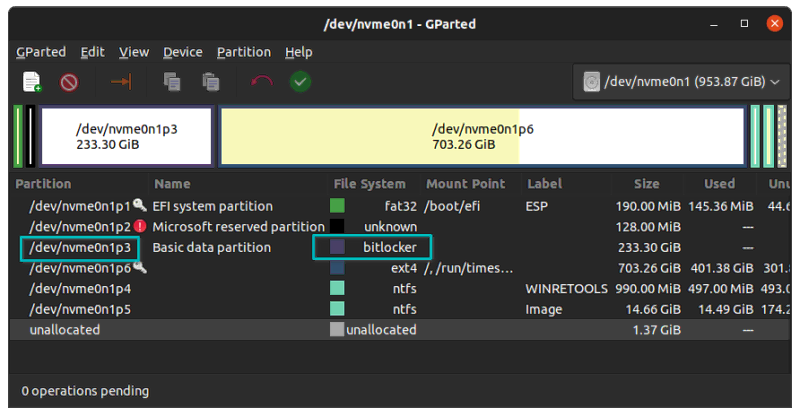 /dev/nvme0n1 - GParted
GParted Edit View Device Partition Help
/dev/nvme0n1 (953.87 GiB)
/dev/nvme0n1p3
233.30 GiB
/dev/nvme0n1p6
703.26 GiB
Partition Name File System Mount Point Label Size Used Unu
/dev/nvme0n1p1 EFI system partition fat32 /boot/efi ESP 190.00 MiB 145.36 MiB 44.6
/dev/nvme0n1p2 Microsoft reserved partition unknown 128.00 MiB —
/dev/nvme0n1p3 Basic data partition bitlocker 233.30 GiB —
/dev/nvme0n1p6 ext4 /, /run/times... 703.26 GiB 401.38 GiB 301.
/dev/nvme0n1p4 ntfs WINRETOOLS 990.00 MiB 497.00 MiB 493.
/dev/nvme0n1p5 ntfs Image 14.66 GiB 14.49 GiB 174.2
unallocated unallocated 1.37 GiB —
0 operations pending